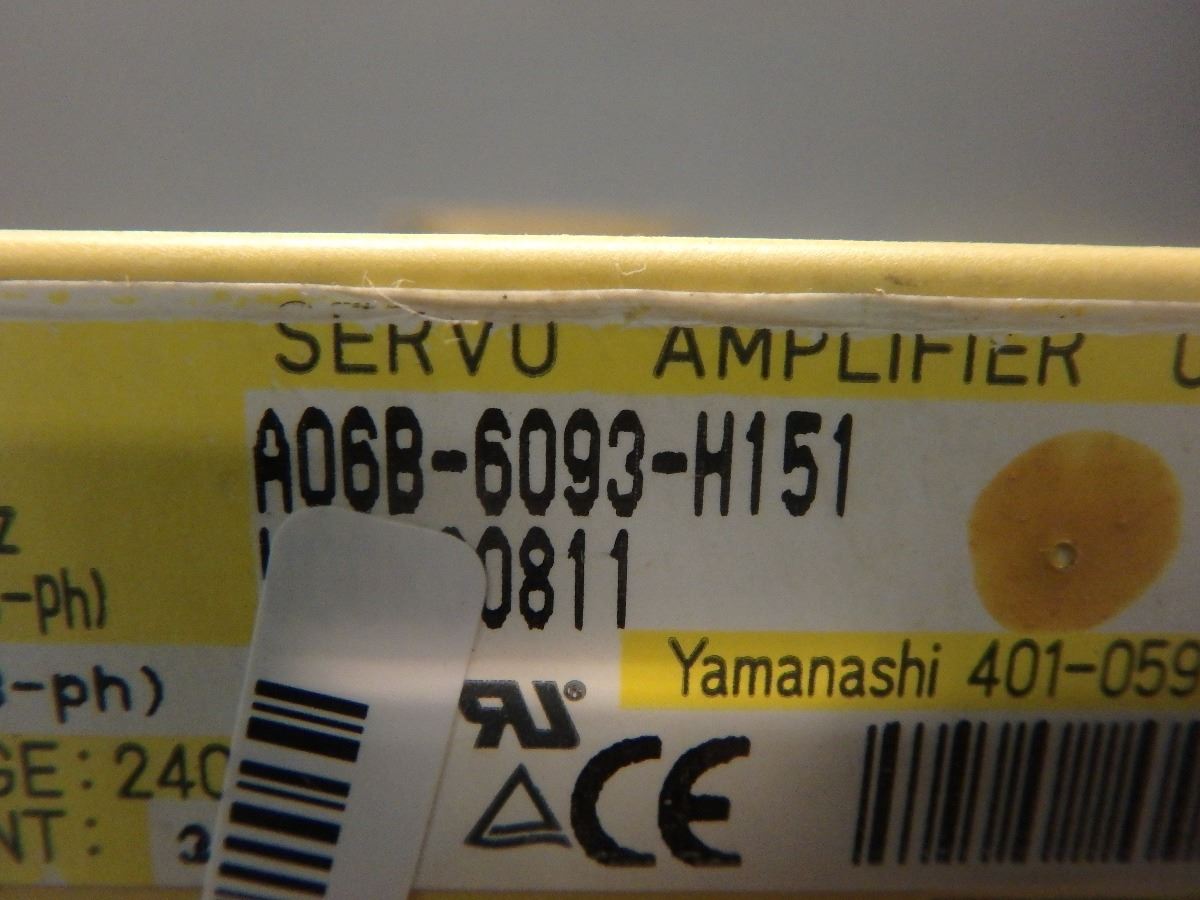 SERVO AMPLIFIER U
A06B-6093-H151
0811
-ph)
Yamanashi 401-059
3-ph)
GE: 240
NT: 3
CE